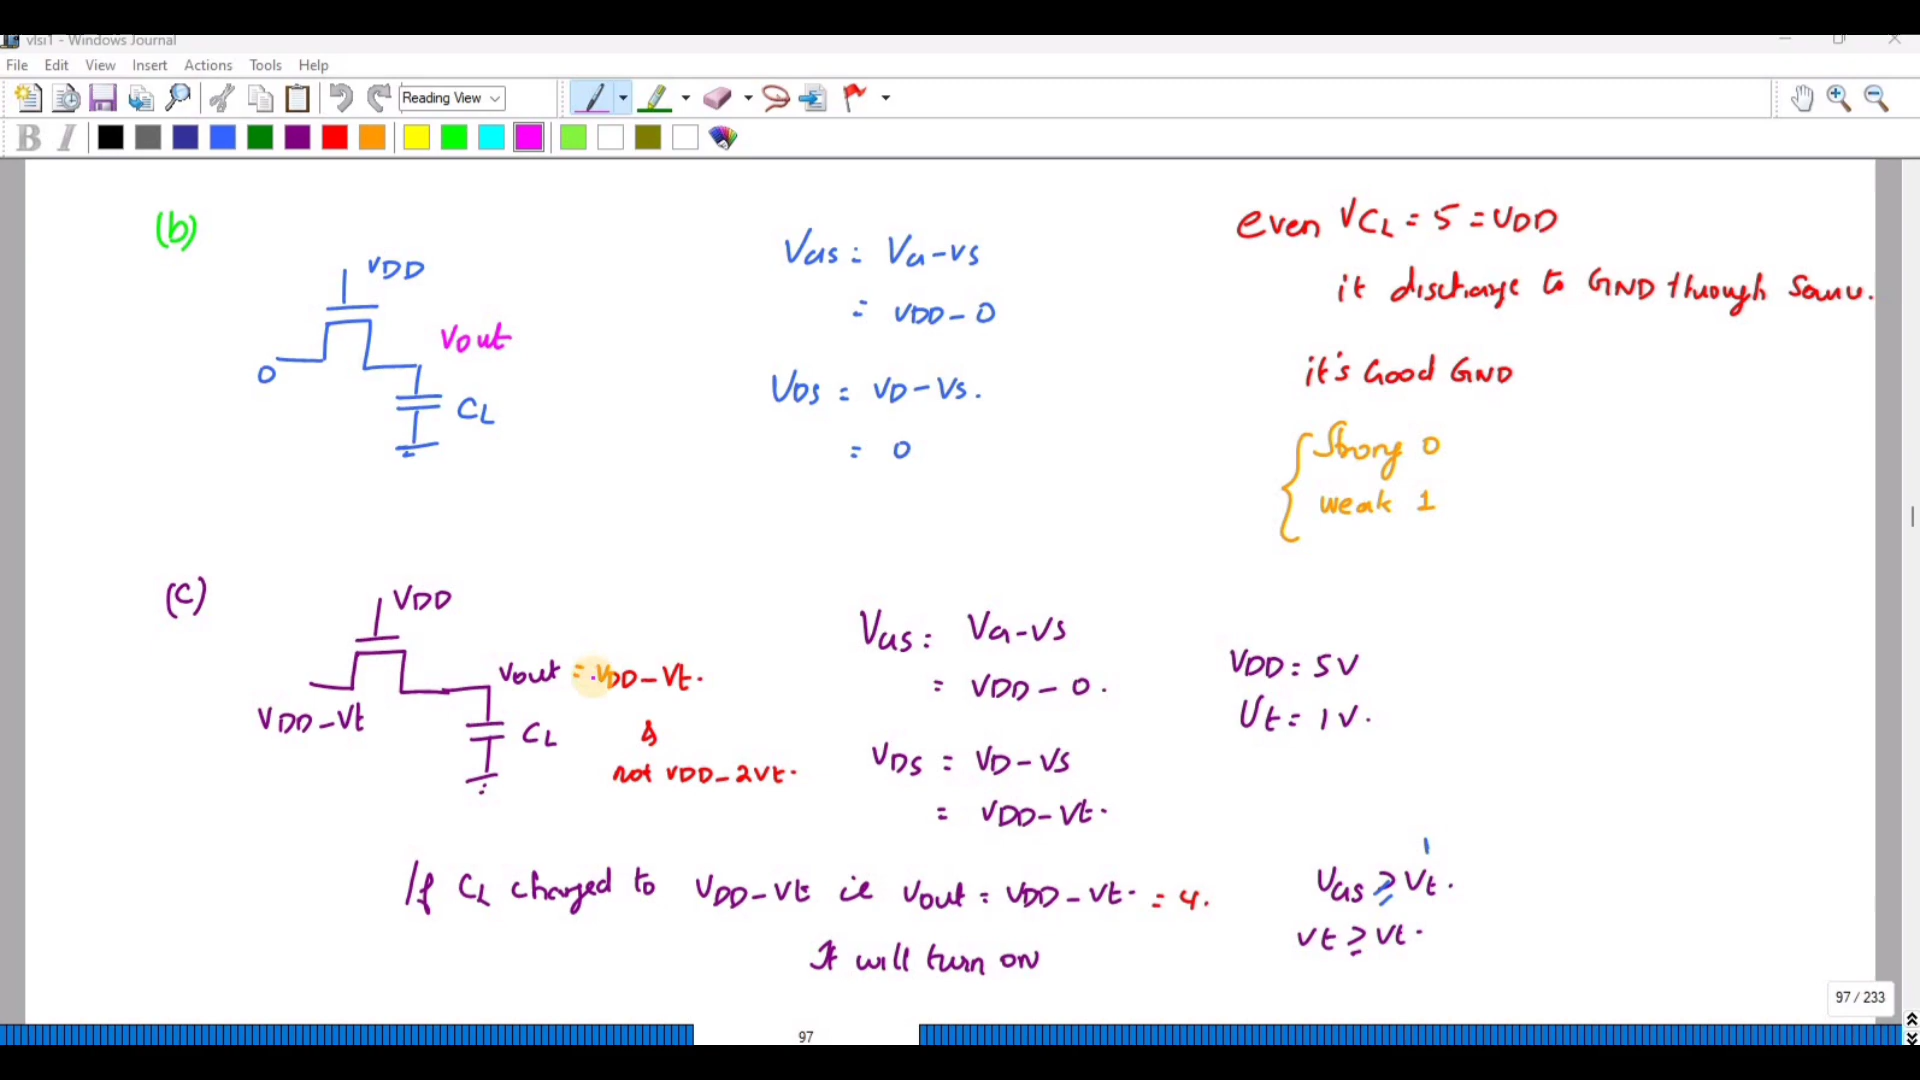 vlsi1 - Windows Journal
File Edit View Insert Actions Tools Help
Reading View
B I
(b)
VDD
Vout
0
CL
VGS = VG-VS
= VDD-0
VDS = VD-VS.
= 0
even VCL = 5 = VDD
it discharge to GND through
it's Good GND
Strong 0
weak 1
(c)
VDD
VDD-Vt
Vout = VDD-Vt.
CL
&
not VDD-2Vt.
VGS = VG-VS
= VDD-0.
VDS = VD-VS
= VDD-Vt.
VDD = 5V
Vt = 1V.
If CL charged to VDD-Vt ie Vout = VDD-Vt. = 4.
It will turn on
1
VGS ≥ Vt.
Vt ≥ Vt.
97 / 233
97